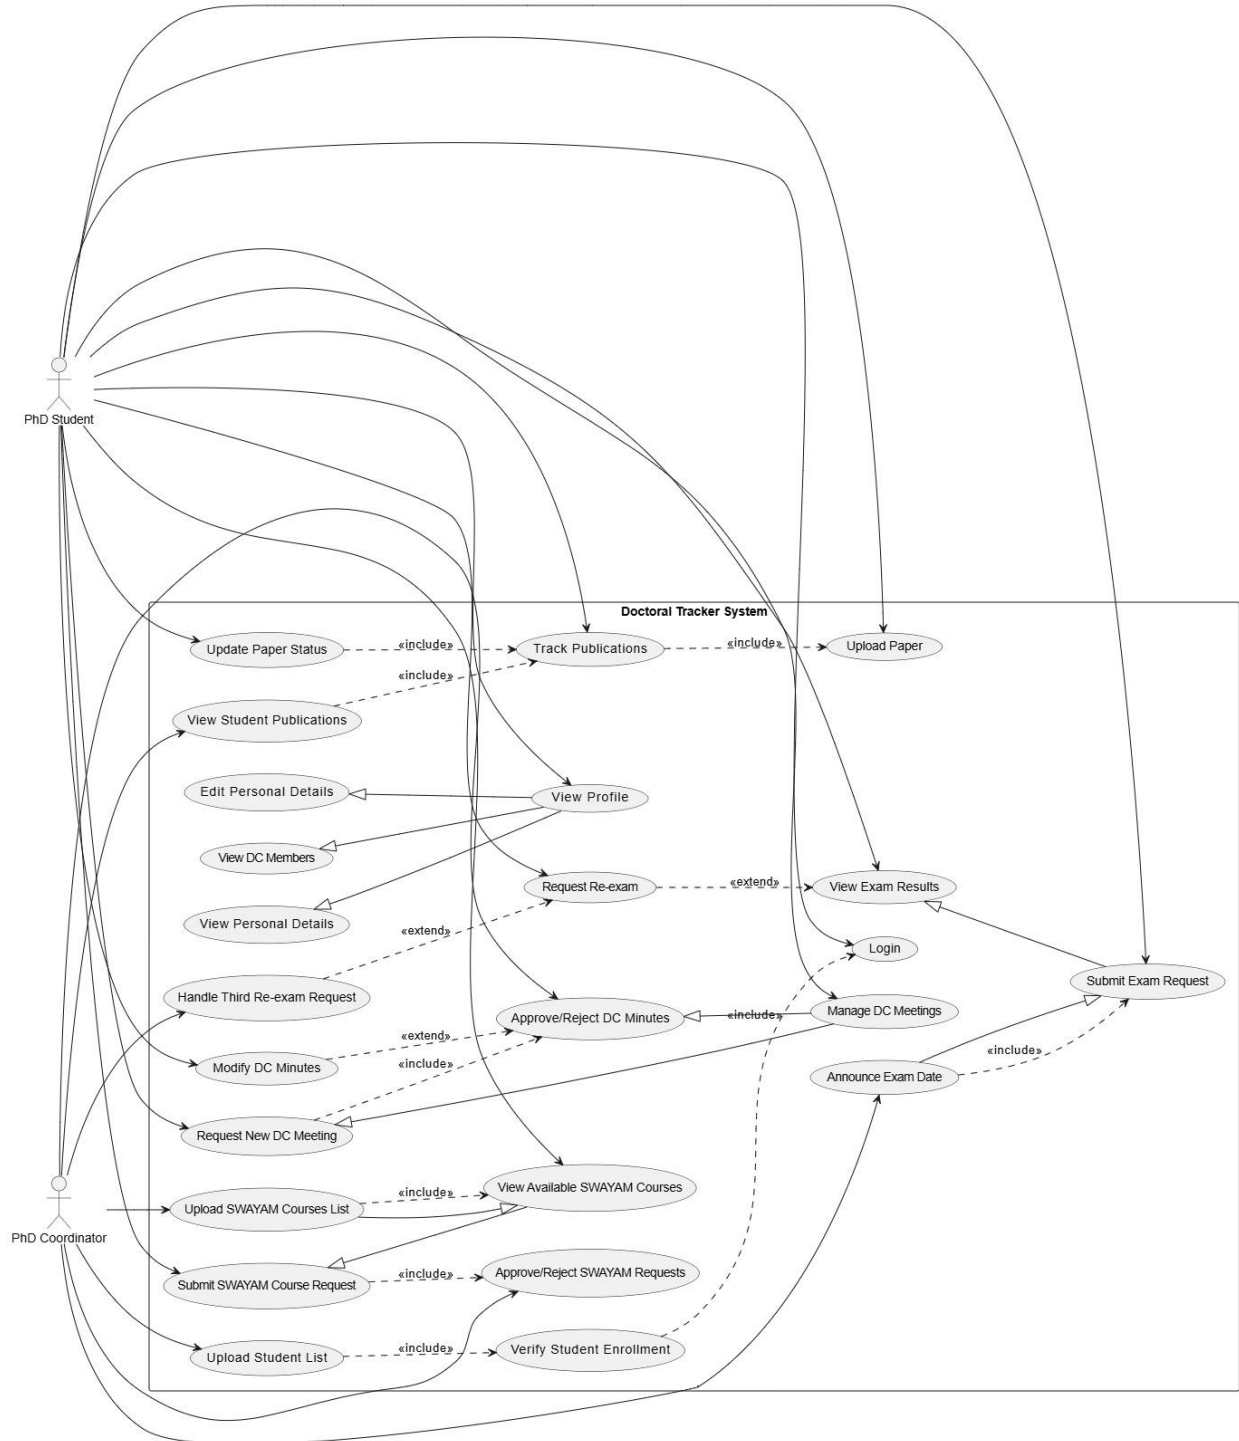 PhD Student
Doctoral Tracker System
Update Paper Status
«include»
Track Publications
«include»
Upload Paper
«include»
View Student Publications
Edit Personal Details
View Profile
View DC Members
Request Re-exam
«extend»
View Exam Results
View Personal Details
«extend»
Login
Submit Exam Request
Handle Third Re-exam Request
Approve/Reject DC Minutes
«include»
Manage DC Meetings
«extend»
«include»
«include»
Modify DC Minutes
Announce Exam Date
Request New DC Meeting
View Available SWAYAM Courses
«include»
Upload SWAYAM Courses List
PhD Coordinator
Approve/Reject SWAYAM Requests
«include»
Submit SWAYAM Course Request
Upload Student List
«include»
Verify Student Enrollment